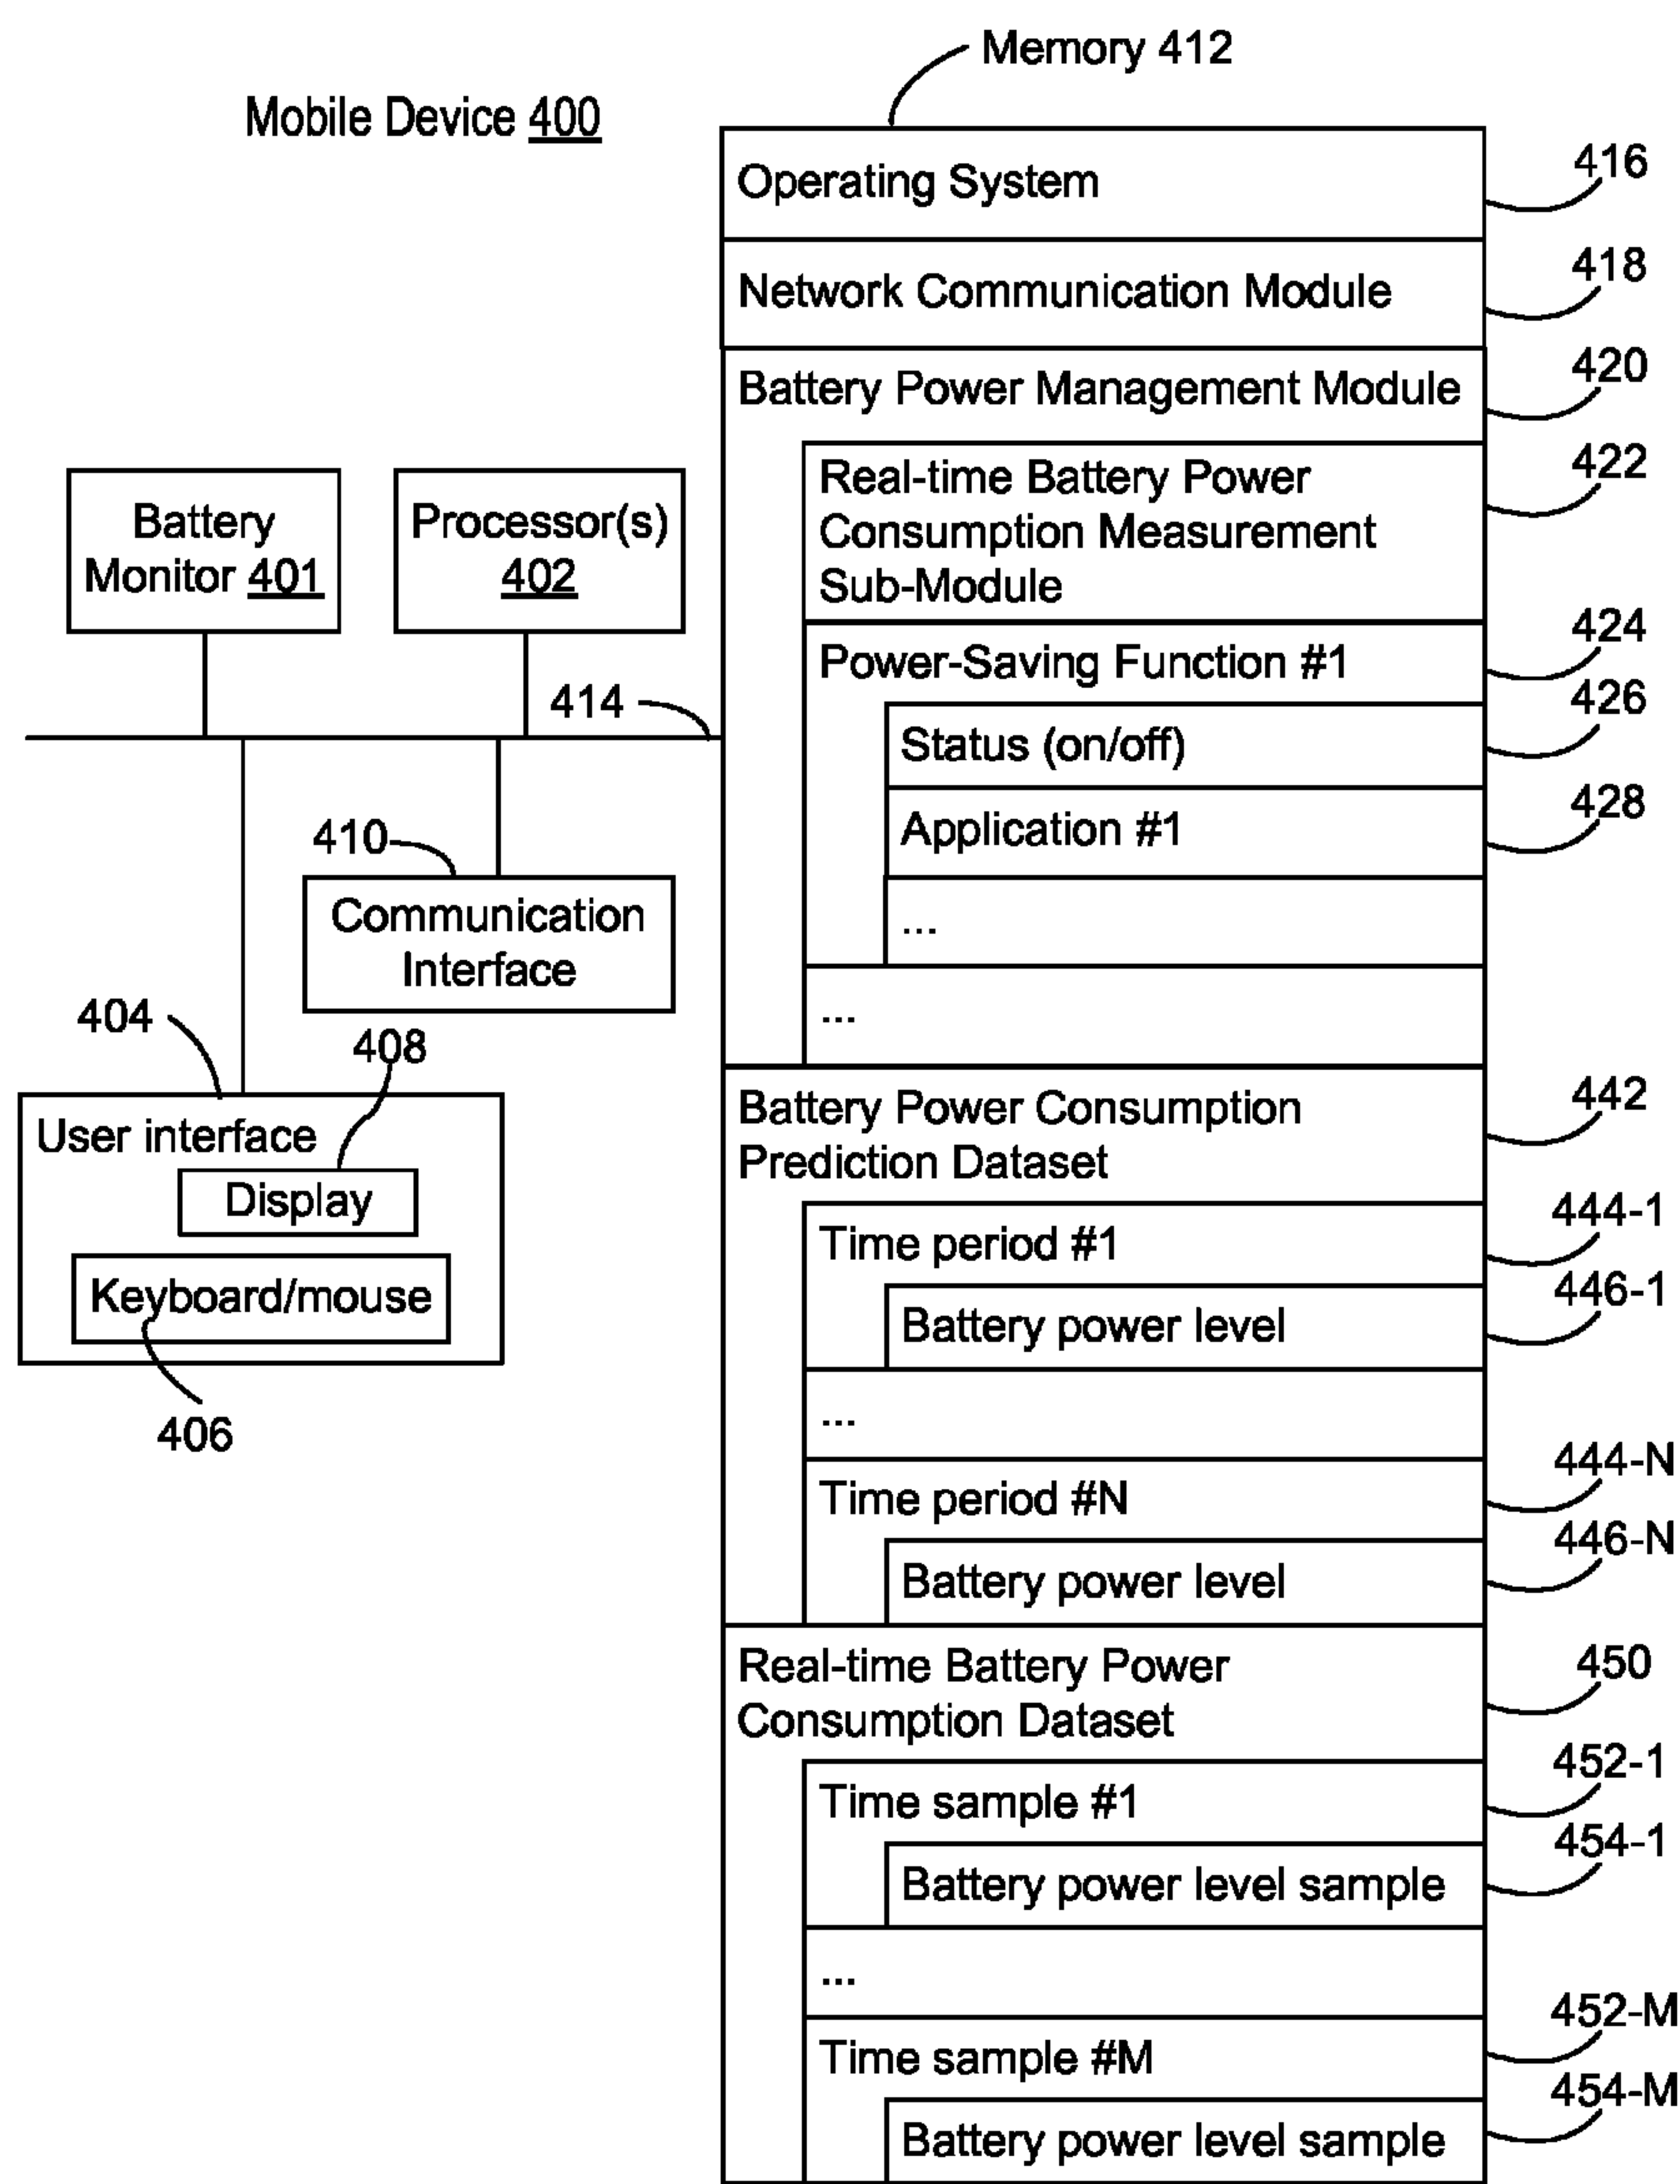 Memory 412
Mobile Device 400
Operating System
416
Network Communication Module
418
Battery Power Management Module
420
Real-time Battery Power
Consumption Measurement
Sub-Module
422
Power-Saving Function #1
424
Status (on/off)
426
Application #1
428
...
...
Battery
Monitor 401
Processor(s)
402
414
410
Communication
Interface
404
408
User interface
Display
Keyboard/mouse
406
Battery Power Consumption
Prediction Dataset
442
Time period #1
444-1
Battery power level
446-1
...
Time period #N
444-N
Battery power level
446-N
Real-time Battery Power
Consumption Dataset
450
Time sample #1
452-1
Battery power level sample
454-1
...
Time sample #M
452-M
Battery power level sample
454-M